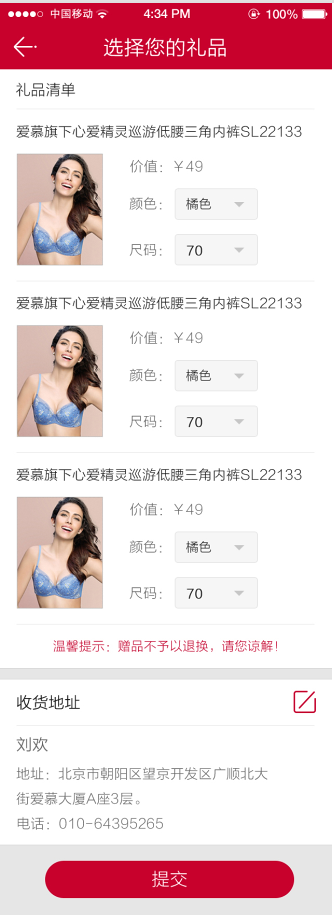 中国移动 4:34 PM 100%
选择您的礼品
礼品清单
爱慕旗下心爱精灵巡游低腰三角内裤SL22133
价值：￥49
颜色： 橘色
尺码： 70
爱慕旗下心爱精灵巡游低腰三角内裤SL22133
价值：￥49
颜色： 橘色
尺码： 70
爱慕旗下心爱精灵巡游低腰三角内裤SL22133
价值：￥49
颜色： 橘色
尺码： 70
温馨提示：赠品不予以退换，请您谅解！
收货地址
刘欢
地址：北京市朝阳区望京开发区广顺北大
街爱慕大厦A座3层。
电话：010-64395265
提交